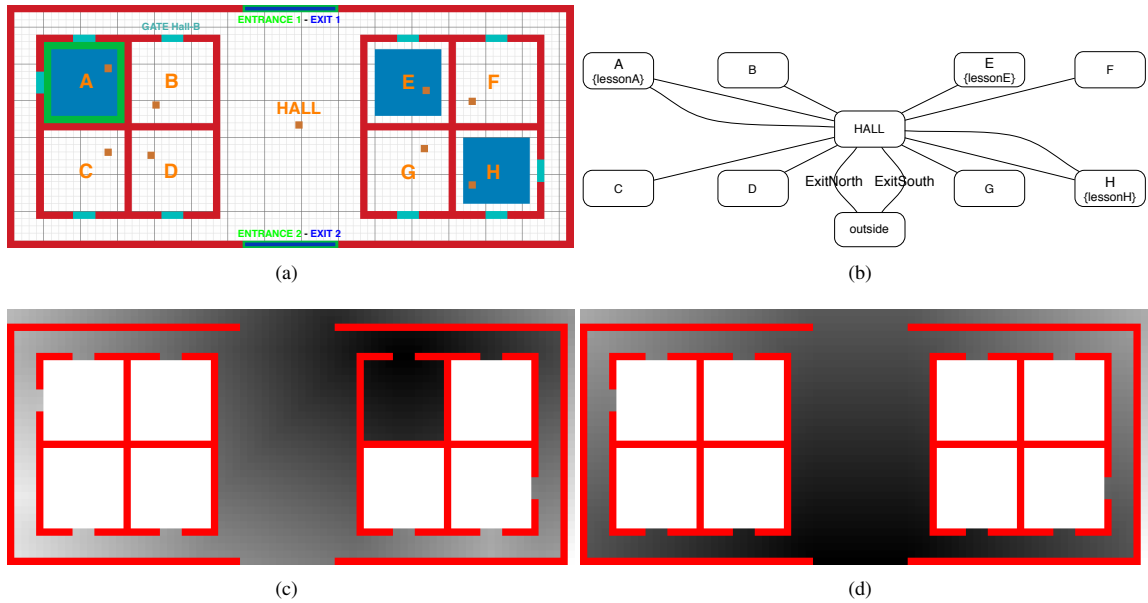 ENTRANCE 1 - EXIT 1
GATE Hall-B
A
B
E
F
HALL
C
D
G
H
ENTRANCE 2 - EXIT 2
(a)
A
{lessonA}
B
E
{lessonE}
F
HALL
C
D
ExitNorth
ExitSouth
G
H
{lessonH}
outside
(b)
(c)
(d)